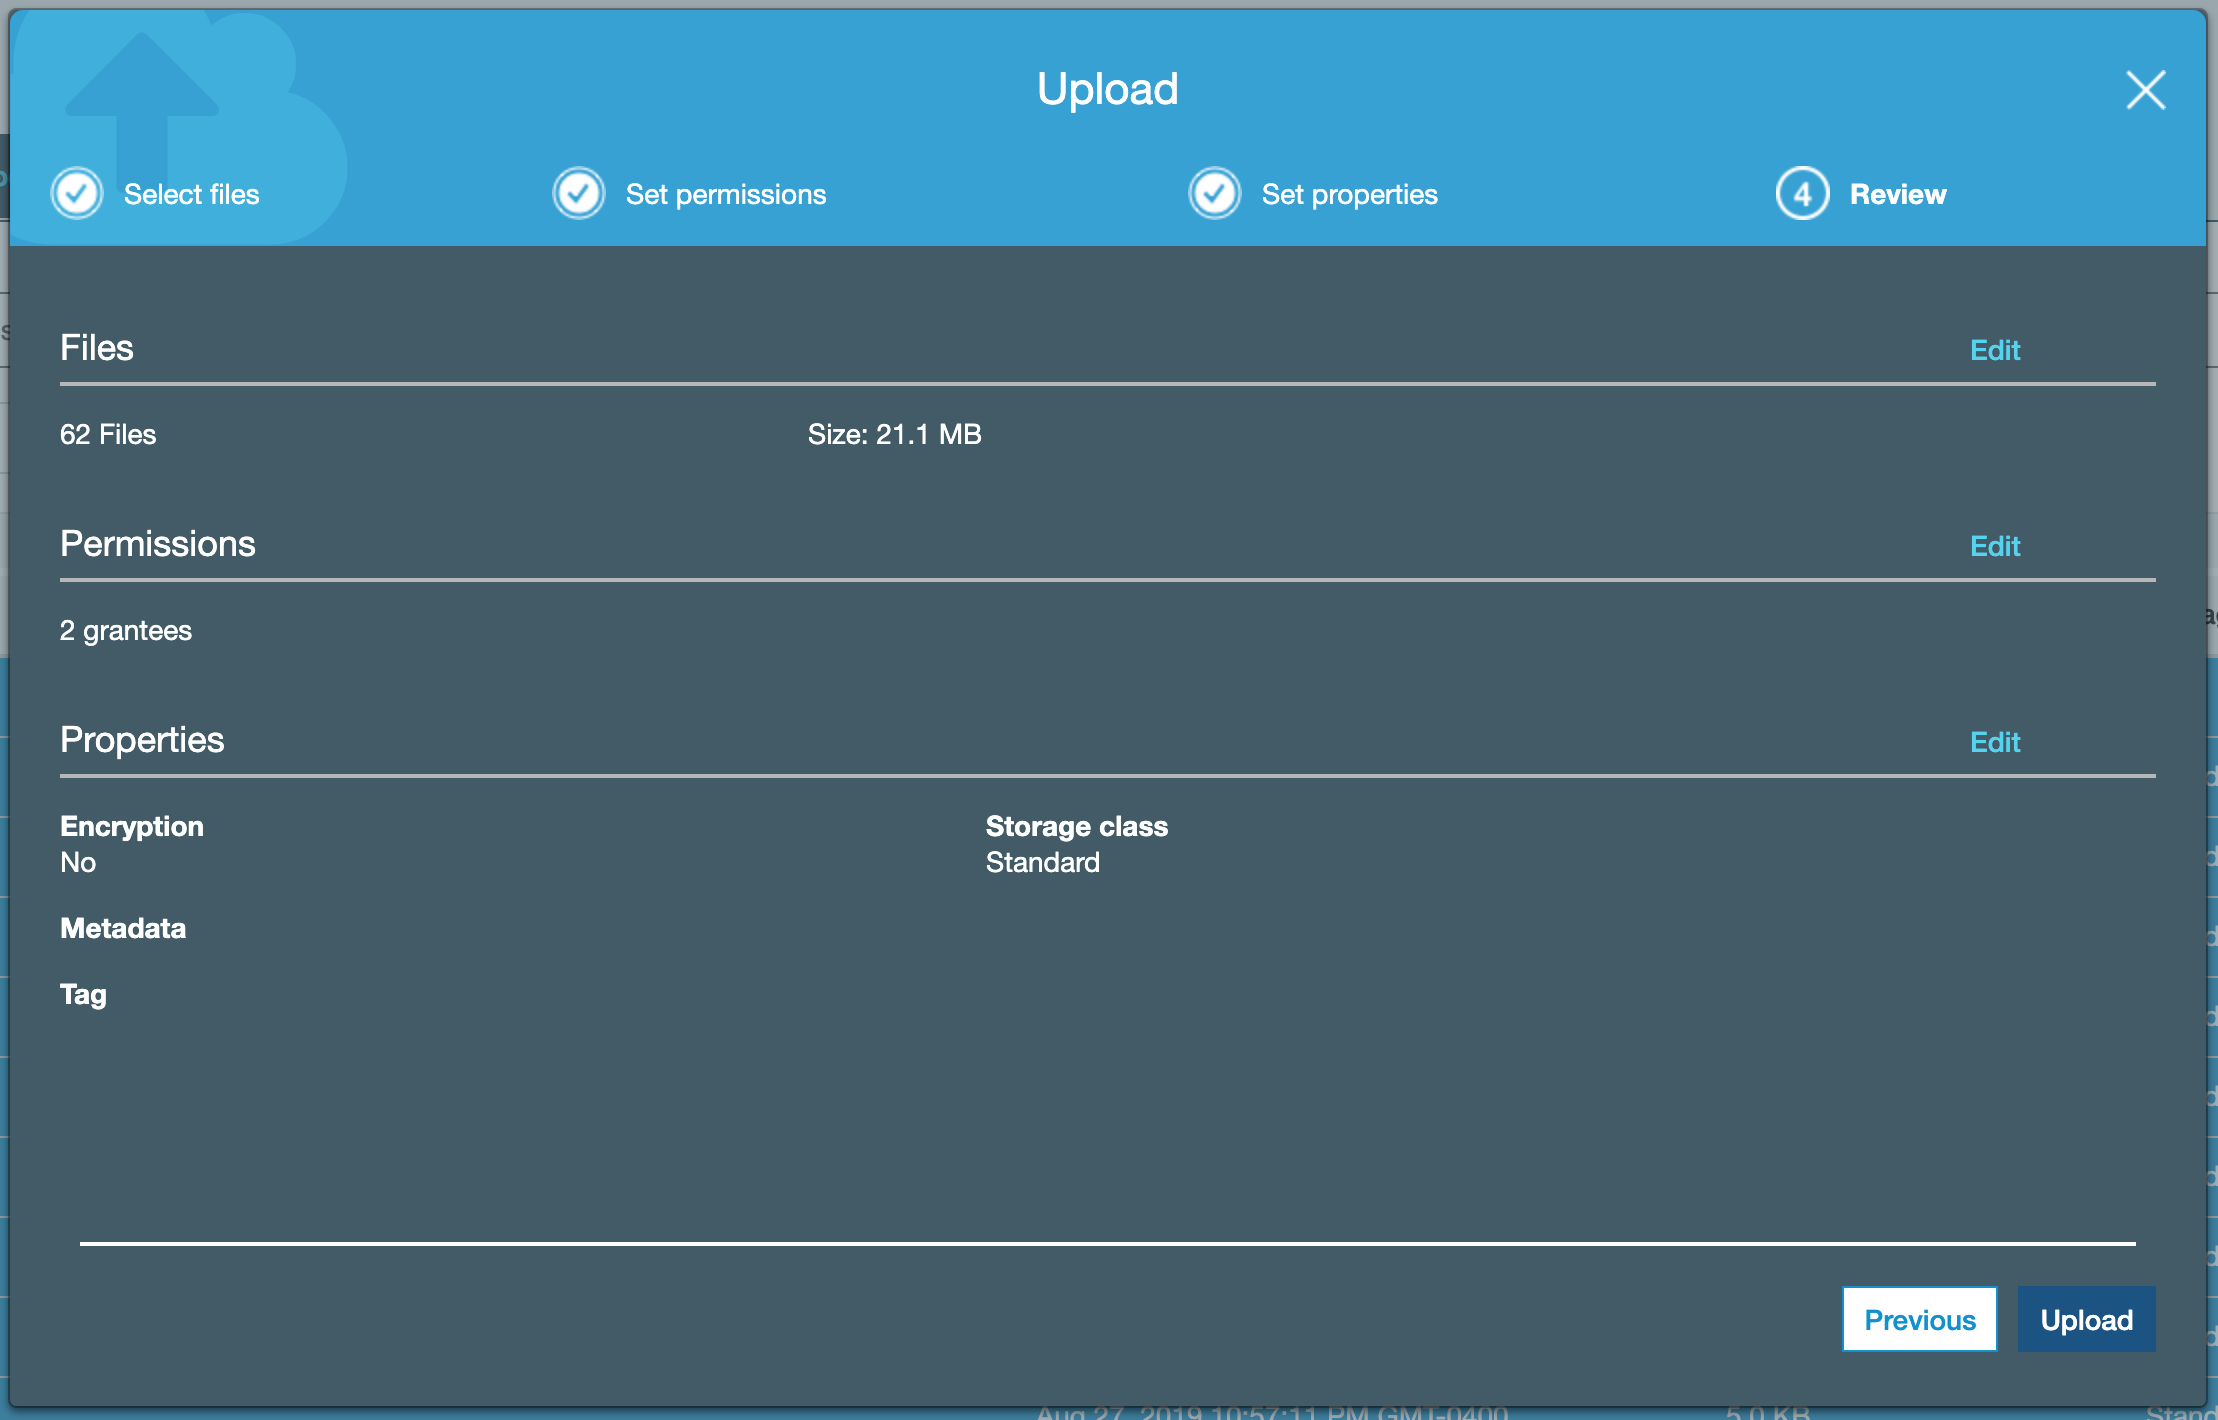 Upload
Select files
Set permissions
Set properties
4 Review
Files Edit
62 Files Size: 21.1 MB
Permissions Edit
2 grantees
Properties Edit
Encryption Storage class
No Standard
Metadata
Tag
Previous Upload
Aug 27, 2019 10:57:11 PM GMT-0400 5.0 KB